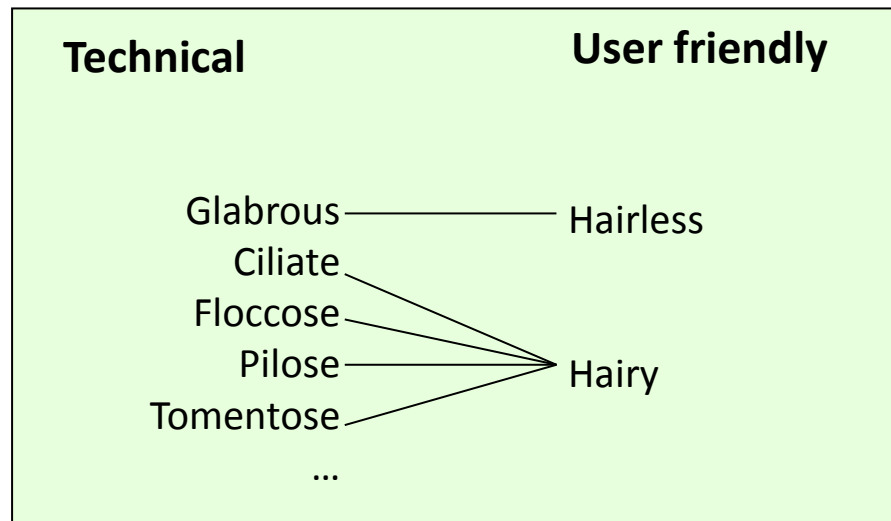 Technical
User friendly
Glabrous
Hairless
Ciliate
Floccose
Pilose
Hairy
Tomentose
...